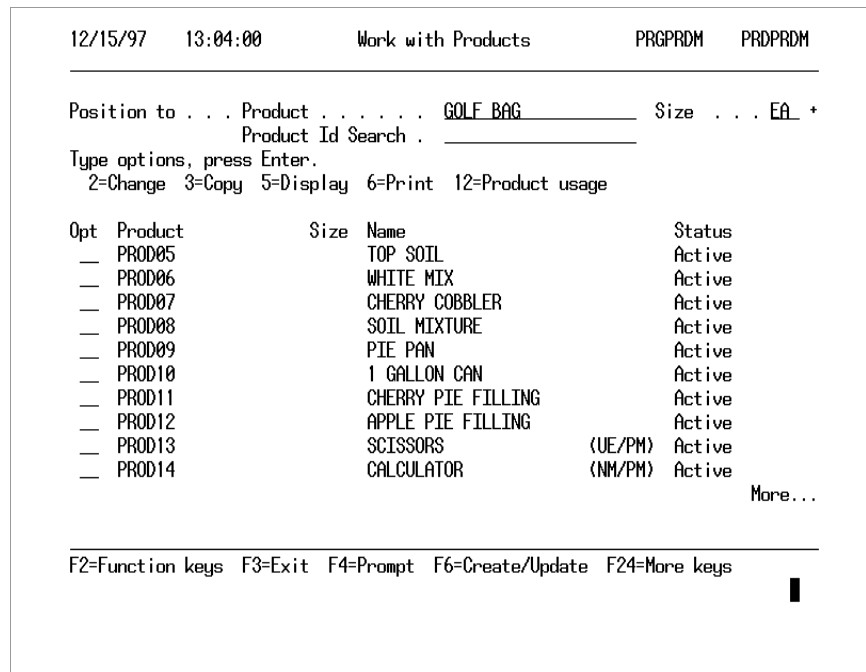 12/15/97 13:04:00 Work with Products PRGPRDM PRDPRDM
Position to . . . Product . . . . . . GOLF BAG Size . . . EA +
Product Id Search .
Type options, press Enter.
2=Change 3=Copy 5=Display 6=Print 12=Product usage
Opt Product Size Name Status
PROD05 TOP SOIL Active
PROD06 WHITE MIX Active
PROD07 CHERRY COBBLER Active
PROD08 SOIL MIXTURE Active
PROD09 PIE PAN Active
PROD10 1 GALLON CAN Active
PROD11 CHERRY PIE FILLING Active
PROD12 APPLE PIE FILLING Active
PROD13 SCISSORS (UE/PM) Active
PROD14 CALCULATOR (NM/PM) Active
More...
F2=Function keys F3=Exit F4=Prompt F6=Create/Update F24=More keys